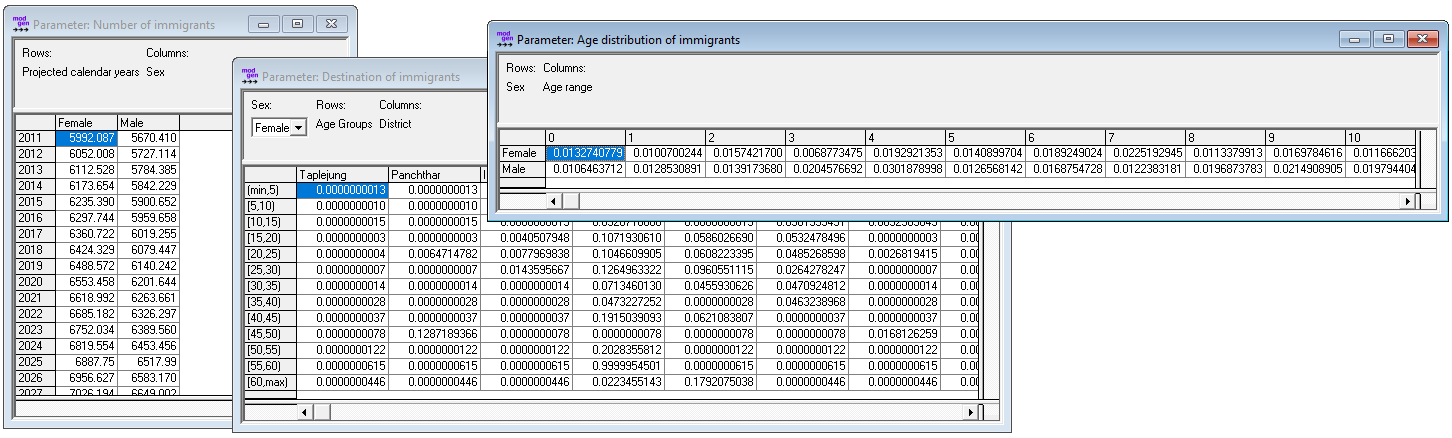 mod gen Parameter: Number of immigrants
Rows: Columns:
Projected calendar years Sex
Female Male
2011 5992.087 5670.410
2012 6052.008 5727.114
2013 6112.528 5784.385
2014 6173.654 5842.229
2015 6235.390 5900.652
2016 6297.744 5959.658
2017 6360.722 6019.255
2018 6424.329 6079.447
2019 6488.572 6140.242
2020 6553.458 6201.644
2021 6618.992 6263.661
2022 6685.182 6326.297
2023 6752.034 6389.560
2024 6819.554 6453.456
2025 6887.75 6517.99
2026 6956.627 6583.170
2027 7026.194 6649.002
mod gen Parameter: Destination of immigrants
Sex: Rows: Columns:
Female Age Groups District
Taplejung Panchthar
(min,5) 0.0000000013 0.0000000013
[5,10) 0.0000000010 0.0000000010
[10,15) 0.0000000015 0.0000000015
[15,20) 0.0000000003 0.0000000003 0.0040507948 0.1071930610 0.0586026690 0.0532478496 0.0000000003 0.00
[20,25) 0.0000000004 0.0064714782 0.0077969838 0.1046609905 0.0608223395 0.0485268598 0.0026819415 0.00
[25,30) 0.0000000007 0.0000000007 0.0143595667 0.1264963322 0.0960551115 0.0264278247 0.0000000007 0.00
[30,35) 0.0000000014 0.0000000014 0.0000000014 0.0713460130 0.0455930626 0.0470924812 0.0000000014 0.00
[35,40) 0.0000000028 0.0000000028 0.0000000028 0.0473227252 0.0000000028 0.0463238968 0.0000000028 0.00
[40,45) 0.0000000037 0.0000000037 0.0000000037 0.1915039093 0.0621083807 0.0000000037 0.0000000037 0.00
[45,50) 0.0000000078 0.1287189366 0.0000000078 0.0000000078 0.0000000078 0.0000000078 0.0168126259 0.00
[50,55) 0.0000000122 0.0000000122 0.0000000122 0.2028355812 0.0000000122 0.0000000122 0.0000000122 0.00
[55,60) 0.0000000615 0.0000000615 0.0000000615 0.9999954501 0.0000000615 0.0000000615 0.0000000615 0.00
[60,max) 0.0000000446 0.0000000446 0.0000000446 0.0223455143 0.1792075038 0.0000000446 0.0000000446 0.00
mod gen Parameter: Age distribution of immigrants
Rows: Columns:
Sex Age range
0 1 2 3 4 5 6 7 8 9 10
Female 0.0132740779 0.0100700244 0.0157421700 0.0068773475 0.0192921353 0.0140899704 0.0189249024 0.0225192945 0.0113379913 0.0169784616 0.011666203
Male 0.0106463712 0.0128530891 0.0139173680 0.0204576692 0.0301878998 0.0126568142 0.0168754728 0.0122383181 0.0196873783 0.0214908905 0.019794404